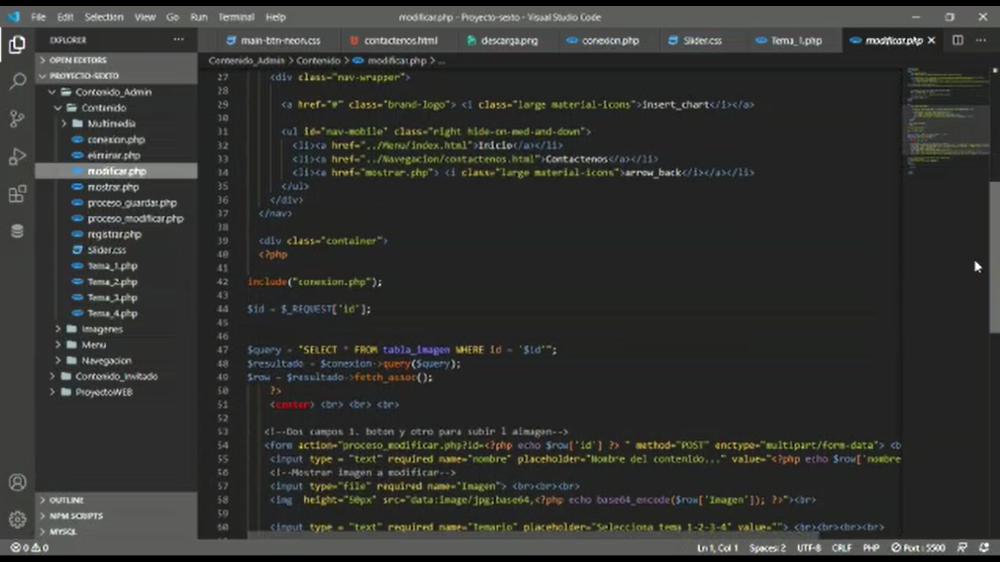 File Edit Selection View Go Run Terminal Help modificar.php - Proyecto-sexto - Visual Studio Code
EXPLORER ...
main-btn-neon.css contactenos.html descarga.png conexion.php Slider.css Tema_1.php modificar.php
OPEN EDITORS
PROYECTO-SEXTO
Contenido_Admin
Contenido
Multimedia
conexion.php
eliminar.php
modificar.php
mostrar.php
proceso_guardar.php
proceso_modificar.php
registrar.php
Slider.css
Tema_1.php
Tema_2.php
Tema_3.php
Tema_4.php
Imagenes
Menu
Navegacion
Contenido_Invitado
ProyectoWEB
OUTLINE
NPM SCRIPTS
MYSQL
Contenido_Admin > Contenido > modificar.php > ...
27 <div class="nav-wrapper">
28
29 <a href="#" class="brand-logo"> <i class="large material-icons">insert_chart</i></a>
30
31 <ul id="nav-mobile" class="right hide-on-med-and-down">
32 <li><a href="../Menu/index.html">Inicio</a></li>
33 <li><a href="../Navegacion/contactenos.html">Contactenos</a></li>
34 <li><a href="mostrar.php"> <i class="large material-icons">arrow_back</i></a></li>
35 </ul>
36 </div>
37 </nav>
38
39 <div class="container">
40 <?php
41
42 include("conexion.php");
43
44 $id = $_REQUEST['id'];
45
46
47 $query = "SELECT * FROM tabla_imagen WHERE id = '$id'";
48 $resultado = $conexion->query($query);
49 $row = $resultado->fetch_assoc();
50 ?>
51 <center> <br> <br> <br>
52
53 <!--Dos campos 1. boton y otro para subir l aimagen-->
54 <form action="proceso_modificar.php?id=<?php echo $row['id'] ?> " method="POST" enctype="multipart/form-data"> <b
55 <input type = "text" required name="nombre" placeholder="Nombre del contenido..." value="<?php echo $row['nombre
56 <!--Mostrar imagen a modificar-->
57 <input type="file" required name="Imagen"> <br><br><br>
58 <img height="50px" src="data:image/jpg;base64,<?php echo base64_encode($row['Imagen']); ?>"><br>
59
60 <input type = "text" required name="Temario" placeholder="Selecciona tema 1-2-3-4" value=""> <br><br><br><br>
0 0 Ln 1, Col 1 Spaces: 2 UTF-8 CRLF PHP Port : 5500